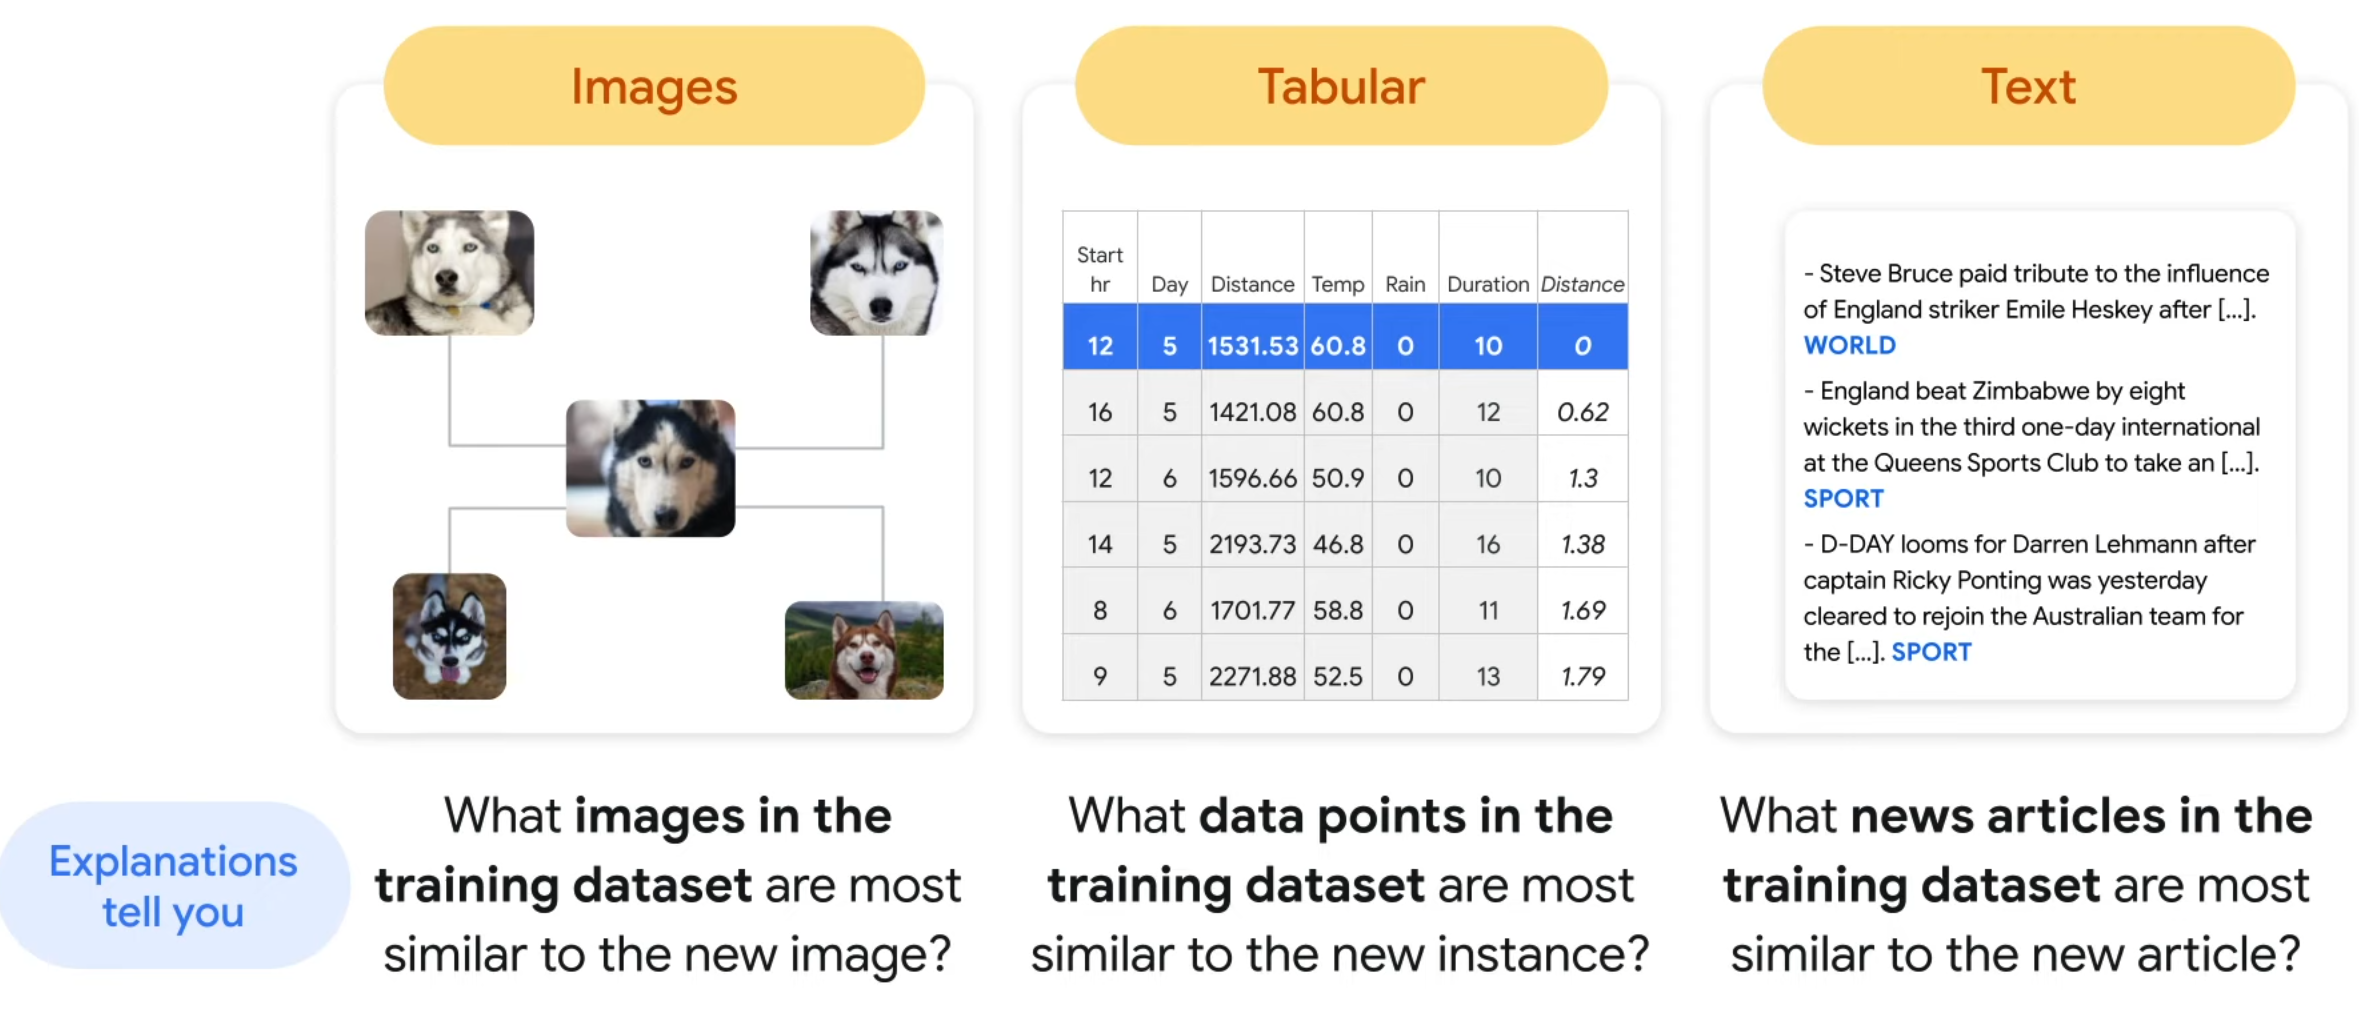 Images
Tabular
Start
hr Day Distance Temp Rain Duration Distance
12 5 1531.53 60.8 0 10 0
16 5 1421.08 60.8 0 12 0.62
12 6 1596.66 50.9 0 10 1.3
14 5 2193.73 46.8 0 16 1.38
8 6 1701.77 58.8 0 11 1.69
9 5 2271.88 52.5 0 13 1.79
Text
- Steve Bruce paid tribute to the influence
of England striker Emile Heskey after [...].
WORLD
- England beat Zimbabwe by eight
wickets in the third one-day international
at the Queens Sports Club to take an [...].
SPORT
- D-DAY looms for Darren Lehmann after
captain Ricky Ponting was yesterday
cleared to rejoin the Australian team for
the [...]. SPORT
Explanations
tell you
What images in the
training dataset are most
similar to the new image?
What data points in the
training dataset are most
similar to the new instance?
What news articles in the
training dataset are most
similar to the new article?